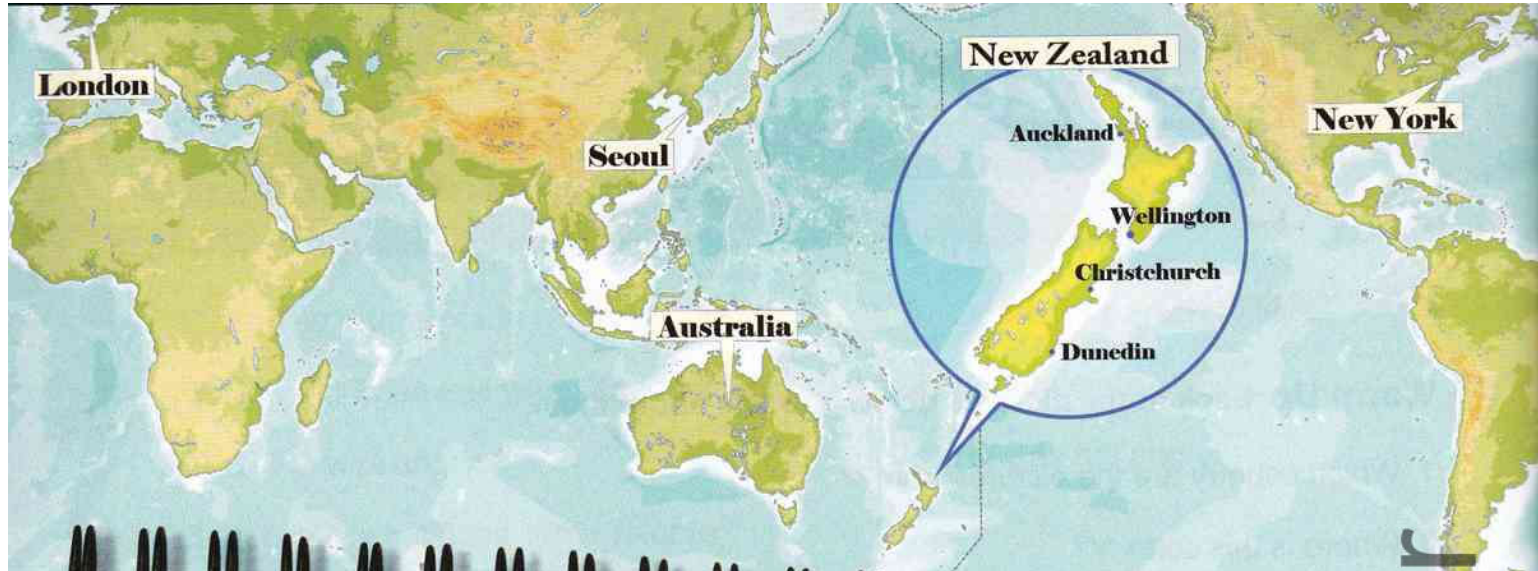 London
Seoul
Australia
New Zealand
Auckland
Wellington
Christchurch
Dunedin
New York